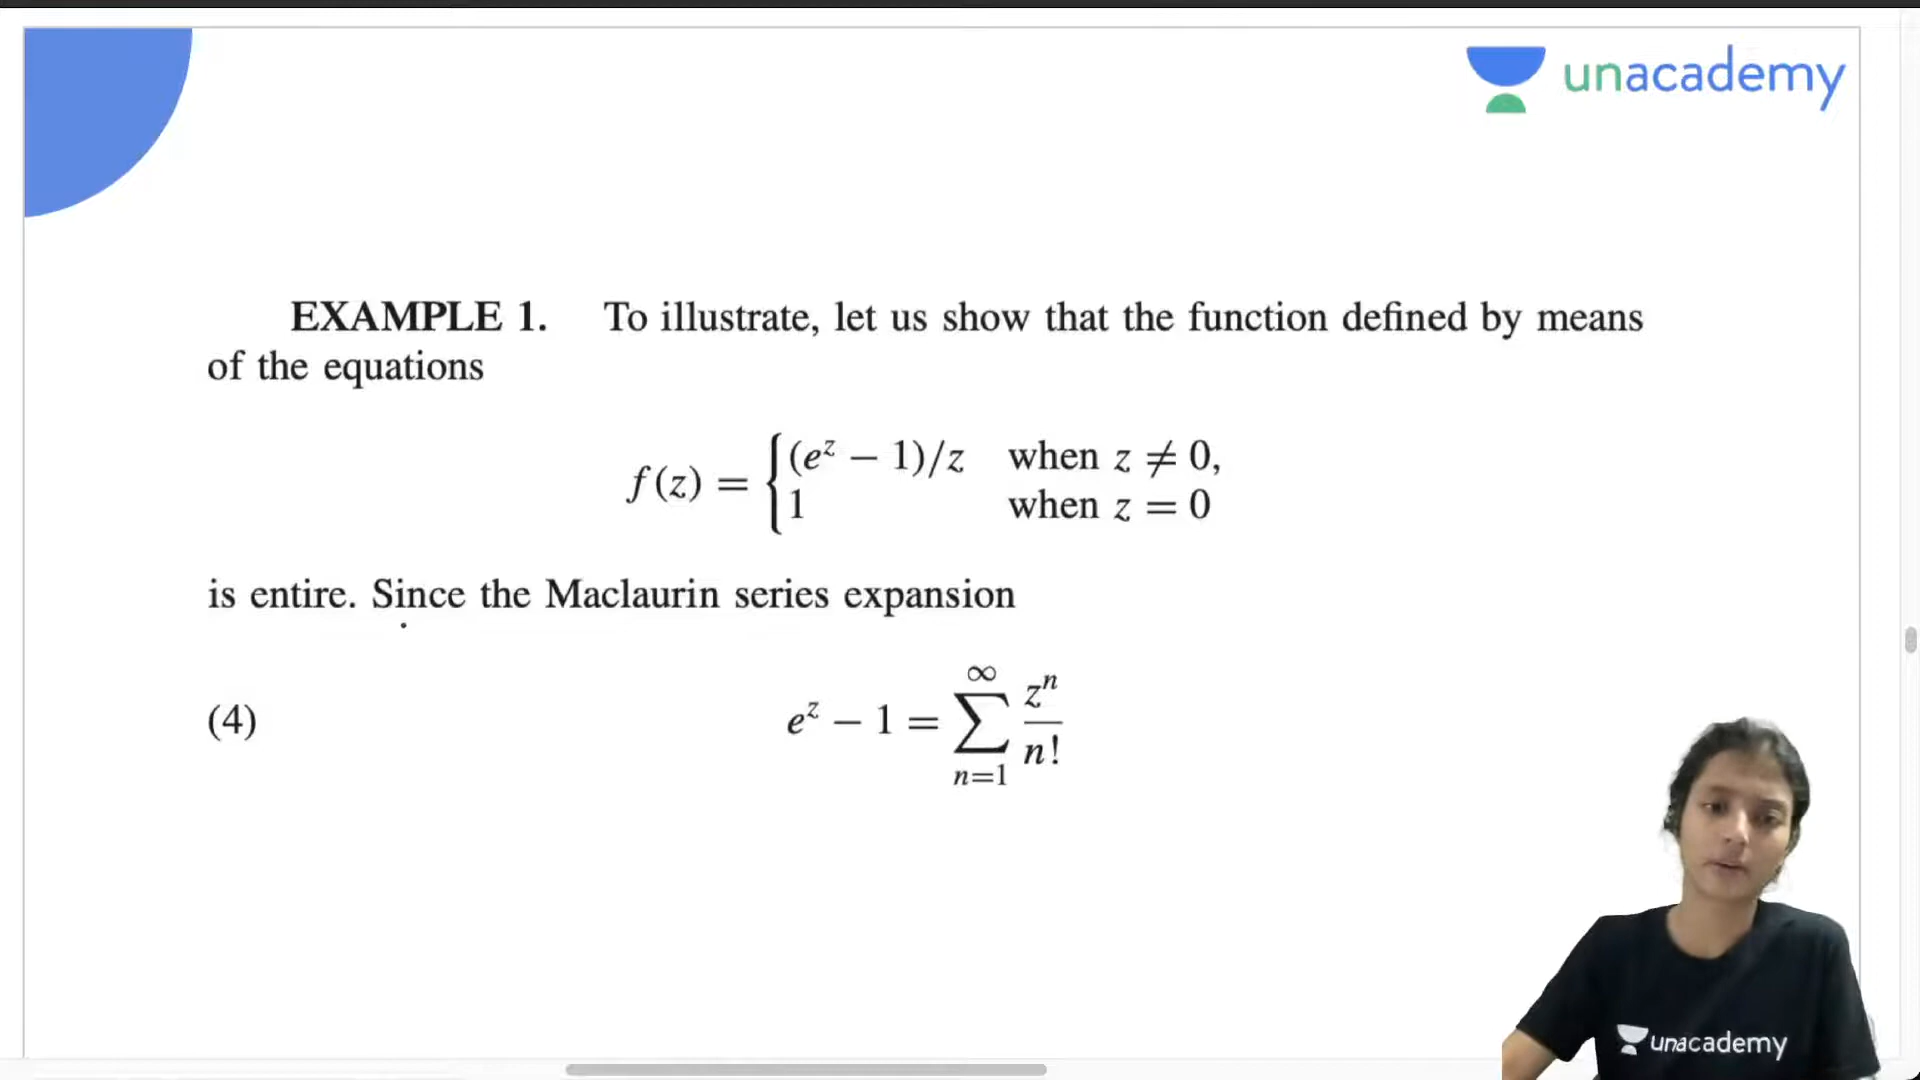 unacademy
EXAMPLE 1. To illustrate, let us show that the function defined by means
of the equations
f(z) = { (e^z − 1)/z when z ≠ 0,
1 when z = 0
is entire. Since the Maclaurin series expansion
(4) e^z − 1 = ∑_{n=1}^{∞} z^n / n!
unacademy